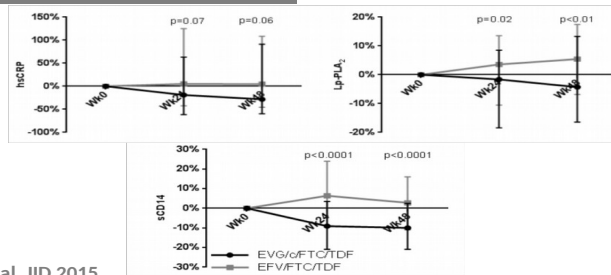 150%
100%
50%
0%
-50%
-100%
hsCRP
p=0.07
p=0.06
Wk0
Wk24
Wk48
20%
10%
0%
-10%
-20%
Lp-PLA2
p=0.02
p<0.01
Wk0
Wk24
Wk48
30%
20%
10%
0%
-10%
-20%
-30%
sCD14
p<0.0001
p<0.0001
Wk0
Wk24
Wk48
EVG/c/FTC/TDF
EFV/FTC/TDF
al. JID 2015